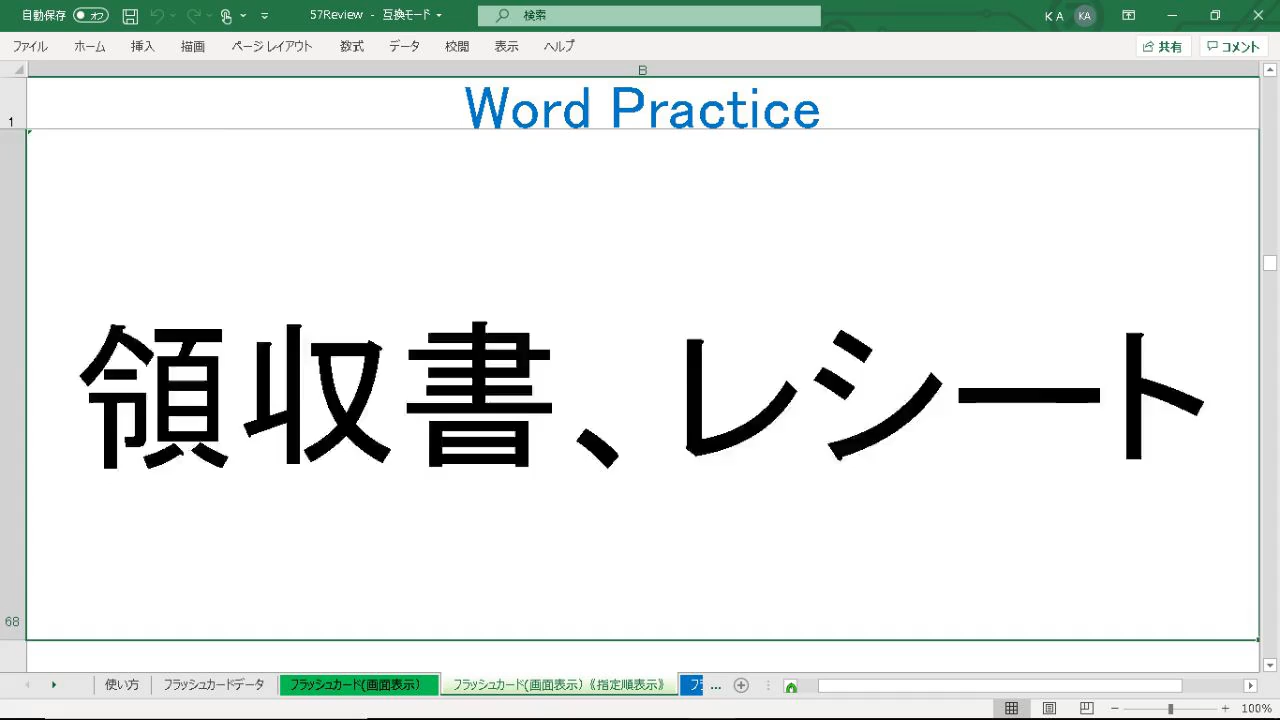 自動保存 オフ 57Review - 互換モード 検索 K A KA
ファイル ホーム 挿入 描画 ページ レイアウト 数式 データ 校閲 表示 ヘルプ 共有 コメント
B
1 Word Practice
領収書、レシート
68
使い方 フラッシュカードデータ フラッシュカード(画面表示) フラッシュカード(画面表示)《指定順表示》 フラ ...
100%